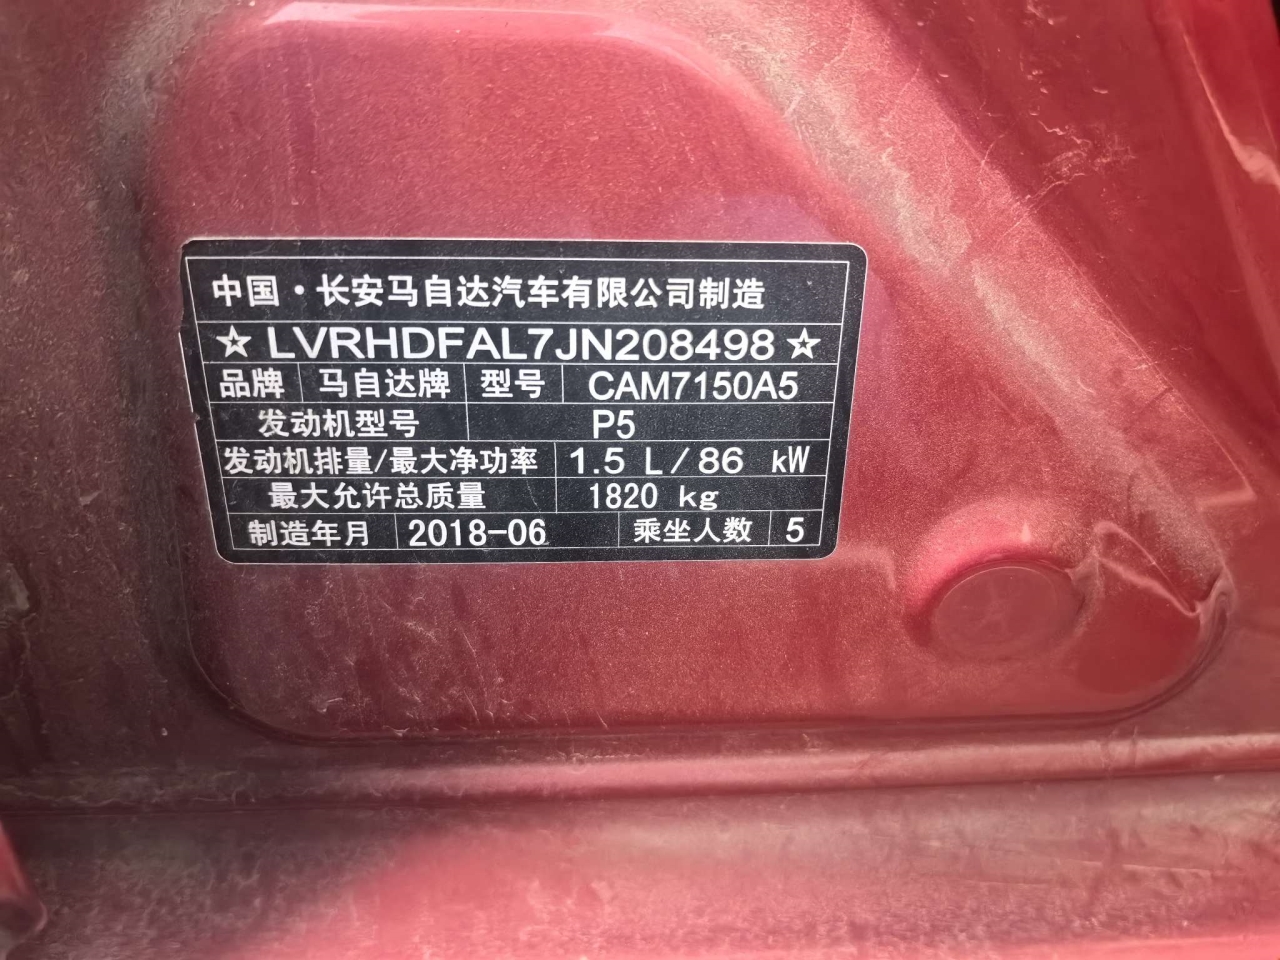 中国·长安马自达汽车有限公司制造
☆LVRHDFAL7JN208498☆
品牌 马自达牌 型号 CAM7150A5
发动机型号 P5
发动机排量/最大净功率 1.5 L/86 kW
最大允许总质量 1820 kg
制造年月 2018-06 乘坐人数 5